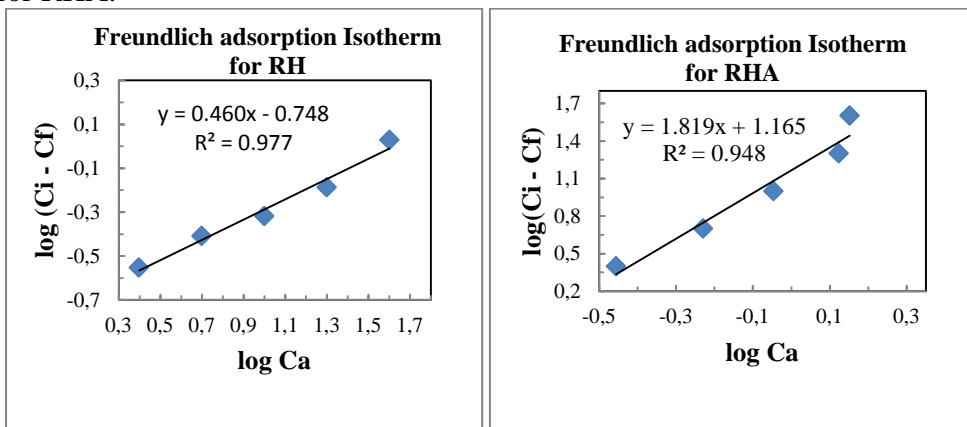 Freundlich adsorption Isotherm
for RH
y = 0.460x - 0.748
R² = 0.977
log (Ci - Cf)
0,3
0,1
-0,1
-0,3
-0,5
-0,7
0,3 0,5 0,7 0,9 1,1 1,3 1,5 1,7
log Ca
Freundlich adsorption Isotherm
for RHA
y = 1.819x + 1.165
R² = 0.948
log(Ci - Cf)
1,7
1,4
1,1
0,8
0,5
0,2
-0,5 -0,3 -0,1 0,1 0,3
log Ca